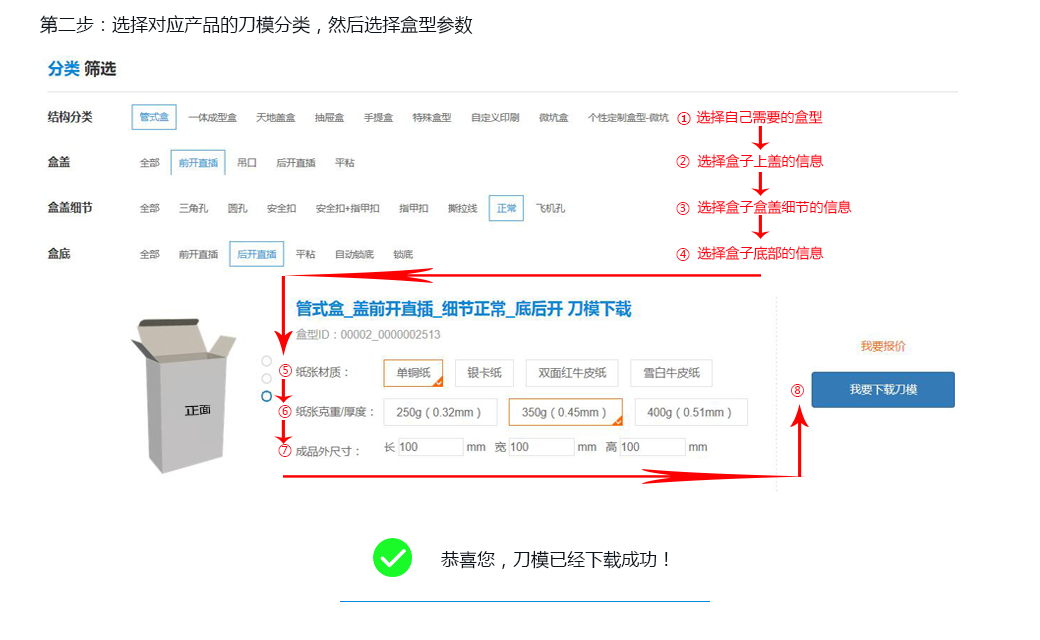 第二步：选择对应产品的刀模分类，然后选择盒型参数
分类 筛选
结构分类 管式盒 一体成型盒 天地盖盒 抽屉盒 手提盒 特殊盒型 自定义印刷 微坑盒 个性定制盒型-微坑 ① 选择自己需要的盒型
盒盖 全部 前开直插 吊口 后开直插 平粘 ② 选择盒子上盖的信息
盒盖细节 全部 三角孔 圆孔 安全扣 安全扣+指甲扣 指甲扣 撕拉线 正常 飞机孔 ③ 选择盒子盒盖细节的信息
盒底 全部 前开直插 后开直插 平粘 自动锁底 锁底 ④ 选择盒子底部的信息
管式盒_盖前开直插_细节正常_底后开 刀模下载
盒型ID：00002_0000002513
我要报价
⑤ 纸张材质： 单铜纸 银卡纸 双面红牛皮纸 雪白牛皮纸
⑧ 我要下载刀模
正面
⑥ 纸张克重/厚度： 250g（0.32mm） 350g（0.45mm） 400g（0.51mm）
⑦ 成品外尺寸： 长 100 mm 宽 100 mm 高 100 mm
恭喜您，刀模已经下载成功！